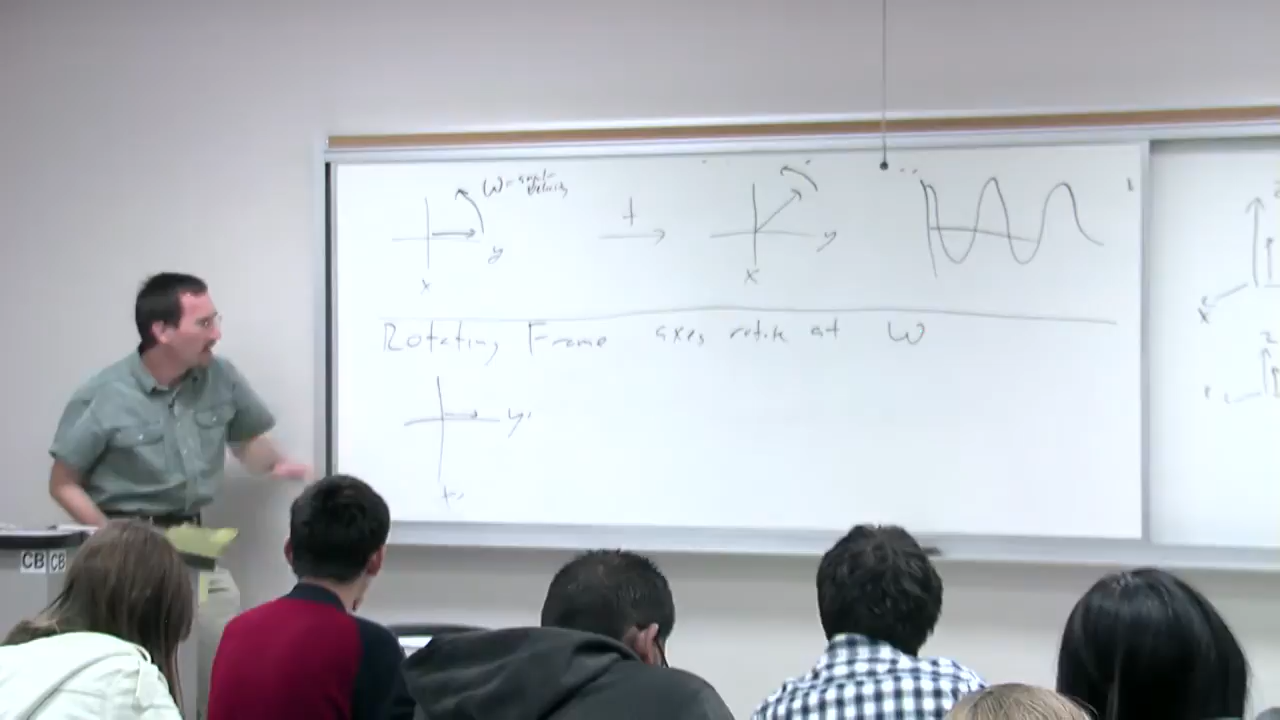 ω = angular velocity
y
x
t
y
x
Rotating Frame axes rotate at ω
y'
x'
z
x
z
CB CB